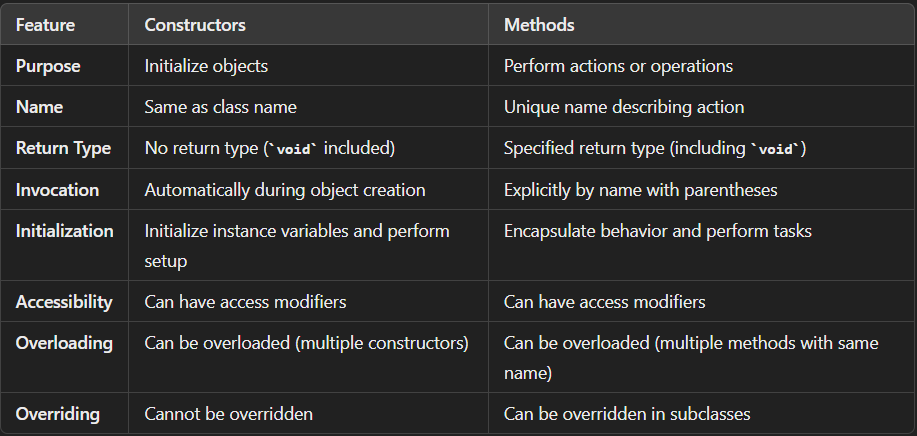 Feature Constructors Methods
Purpose Initialize objects Perform actions or operations
Name Same as class name Unique name describing action
Return Type No return type (`void` included) Specified return type (including `void`)
Invocation Automatically during object creation Explicitly by name with parentheses
Initialization Initialize instance variables and perform Encapsulate behavior and perform tasks
setup
Accessibility Can have access modifiers Can have access modifiers
Overloading Can be overloaded (multiple constructors) Can be overloaded (multiple methods with same
name)
Overriding Cannot be overridden Can be overridden in subclasses